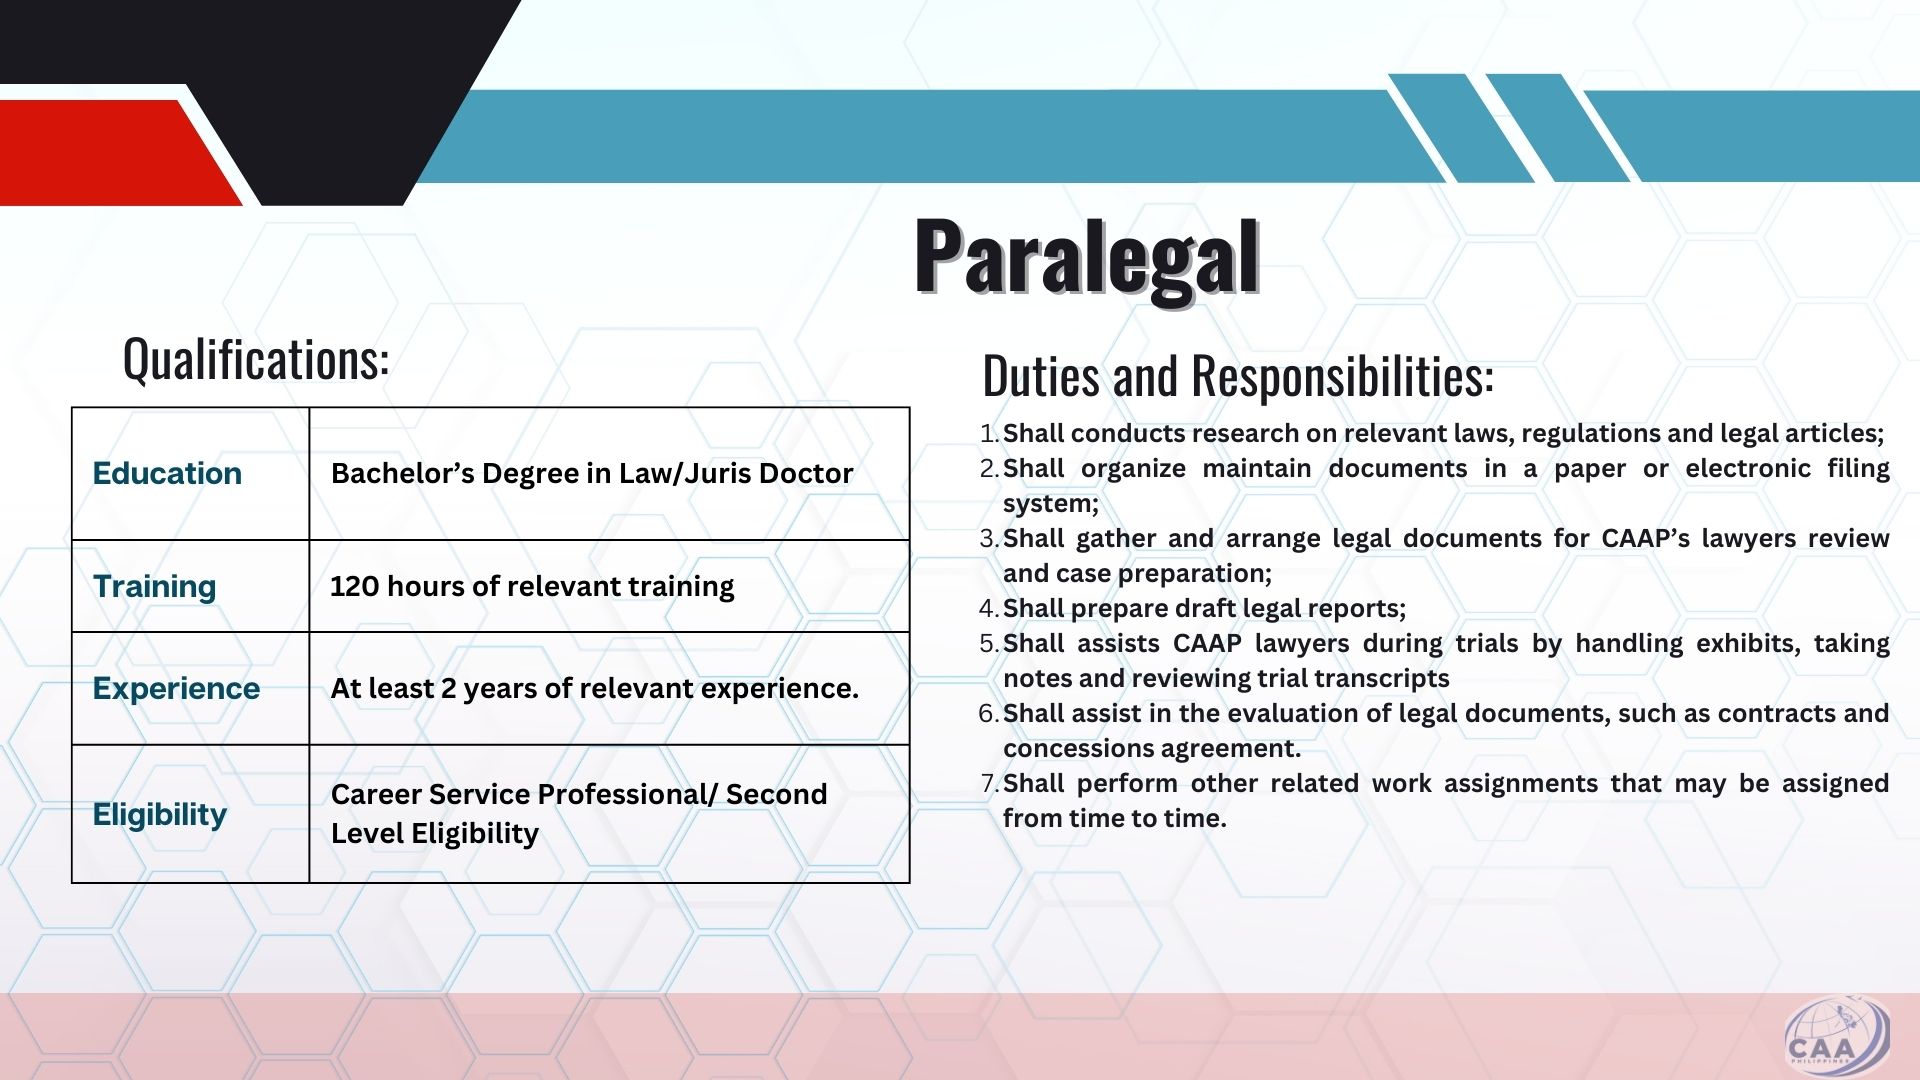 Paralegal
Qualifications:
Education
Bachelor’s Degree in Law/Juris Doctor
Training
120 hours of relevant training
Experience
At least 2 years of relevant experience.
Eligibility
Career Service Professional/ Second
Level Eligibility
Duties and Responsibilities:
1. Shall conducts research on relevant laws, regulations and legal articles;
2. Shall organize maintain documents in a paper or electronic filing
system;
3. Shall gather and arrange legal documents for CAAP’s lawyers review
and case preparation;
4. Shall prepare draft legal reports;
5. Shall assists CAAP lawyers during trials by handling exhibits, taking
notes and reviewing trial transcripts
6. Shall assist in the evaluation of legal documents, such as contracts and
concessions agreement.
7. Shall perform other related work assignments that may be assigned
from time to time.
CAA
PHILIPPINES